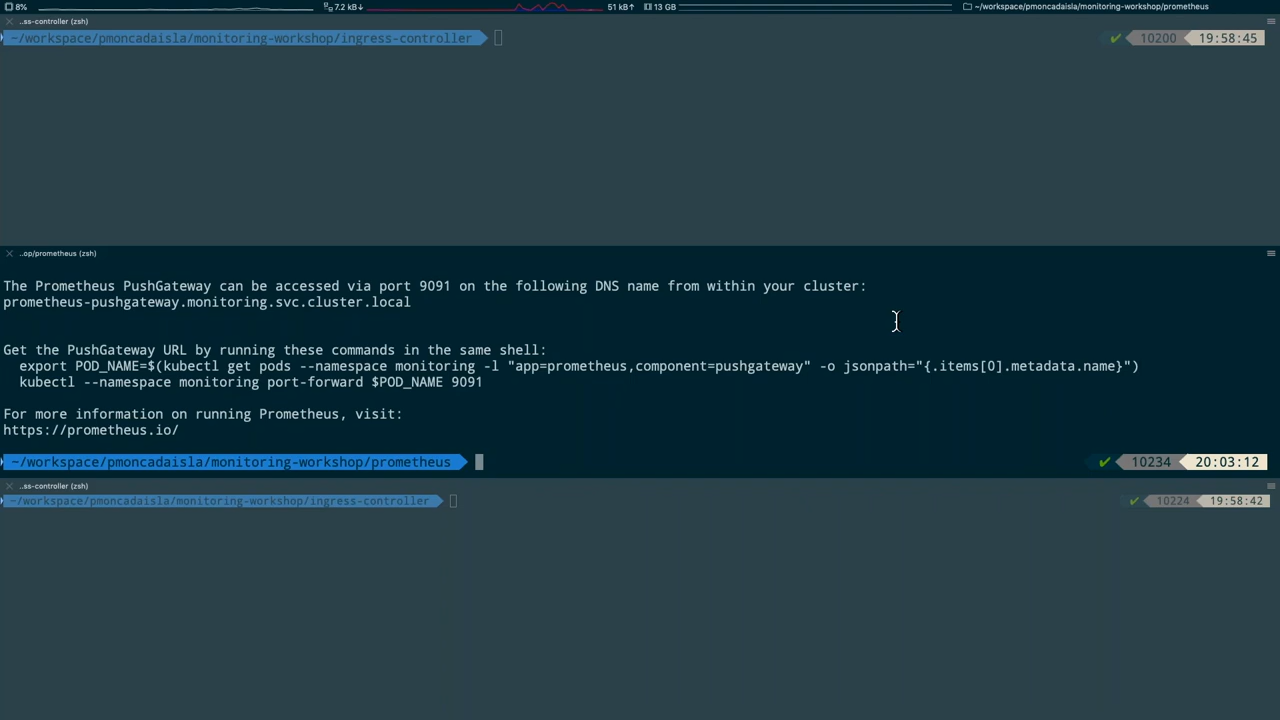 8% 7.2 kB↓ 51 kB↑ 13 GB ~/workspace/pmoncadaisla/monitoring-workshop/prometheus
..ss-controller (zsh)
~/workspace/pmoncadaisla/monitoring-workshop/ingress-controller ✔ 10200 19:58:45
..op/prometheus (zsh)
The Prometheus PushGateway can be accessed via port 9091 on the following DNS name from within your cluster:
prometheus-pushgateway.monitoring.svc.cluster.local
Get the PushGateway URL by running these commands in the same shell:
export POD_NAME=$(kubectl get pods --namespace monitoring -l "app=prometheus,component=pushgateway" -o jsonpath="{.items[0].metadata.name}")
kubectl --namespace monitoring port-forward $POD_NAME 9091
For more information on running Prometheus, visit:
https://prometheus.io/
~/workspace/pmoncadaisla/monitoring-workshop/prometheus ✔ 10234 20:03:12
..ss-controller (zsh)
~/workspace/pmoncadaisla/monitoring-workshop/ingress-controller ✔ 10224 19:58:42